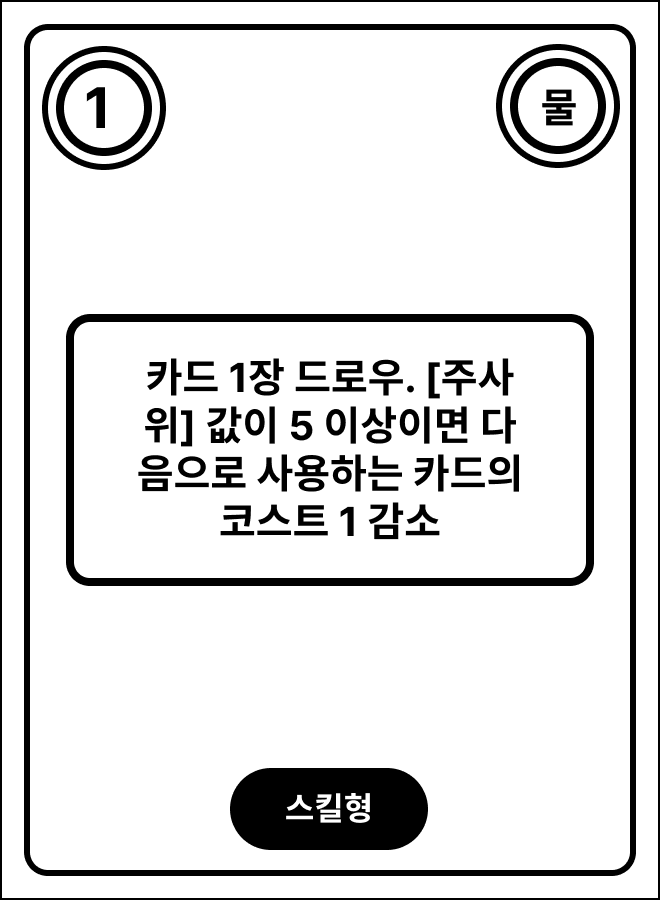 1
물
카드 1장 드로우. [주사
위] 값이 5 이상이면 다
음으로 사용하는 카드의
코스트 1 감소
스킬형